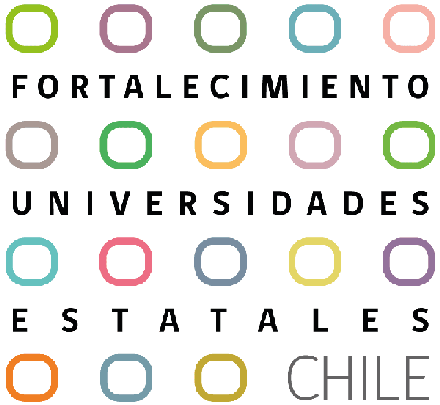 FORTALECIMIENTO
UNIVERSIDADES
ESTATALES
CHILE